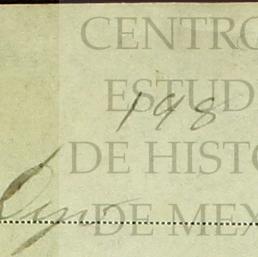 CENTRO
ESTUD
198
DE HISTO
DE MEX